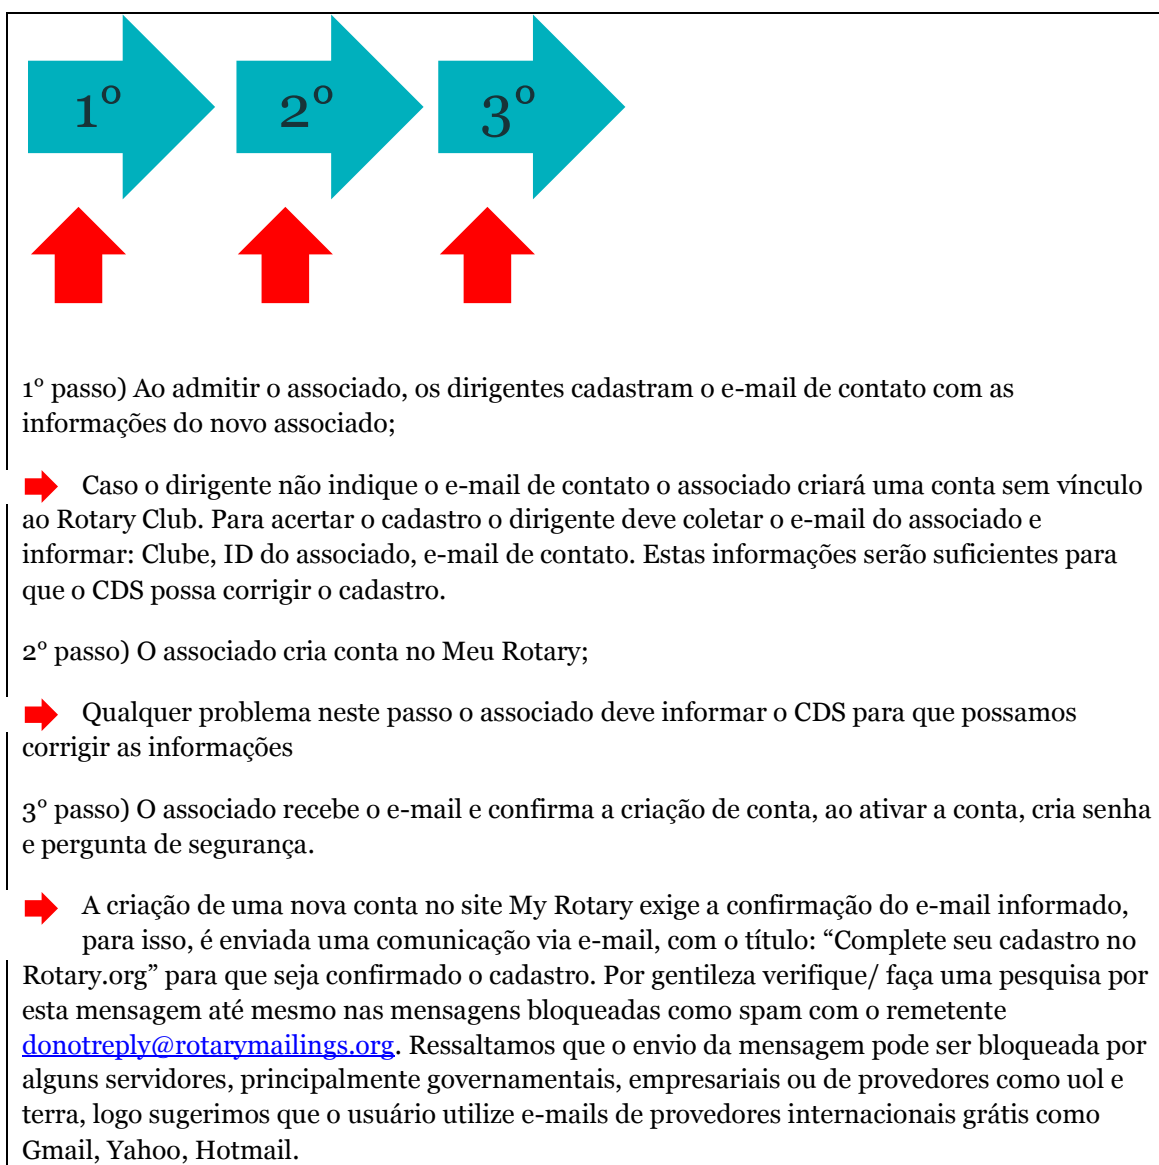 1º 2º 3º
1º passo) Ao admitir o associado, os dirigentes cadastram o e-mail de contato com as
informações do novo associado;
Caso o dirigente não indique o e-mail de contato o associado criará uma conta sem vínculo
ao Rotary Club. Para acertar o cadastro o dirigente deve coletar o e-mail do associado e
informar: Clube, ID do associado, e-mail de contato. Estas informações serão suficientes para
que o CDS possa corrigir o cadastro.
2º passo) O associado cria conta no Meu Rotary;
Qualquer problema neste passo o associado deve informar o CDS para que possamos
corrigir as informações
3º passo) O associado recebe o e-mail e confirma a criação de conta, ao ativar a conta, cria senha
e pergunta de segurança.
A criação de uma nova conta no site My Rotary exige a confirmação do e-mail informado,
para isso, é enviada uma comunicação via e-mail, com o título: “Complete seu cadastro no
Rotary.org” para que seja confirmado o cadastro. Por gentileza verifique/ faça uma pesquisa por
esta mensagem até mesmo nas mensagens bloqueadas como spam com o remetente
donotreply@rotarymailings.org. Ressaltamos que o envio da mensagem pode ser bloqueada por
alguns servidores, principalmente governamentais, empresariais ou de provedores como uol e
terra, logo sugerimos que o usuário utilize e-mails de provedores internacionais grátis como
Gmail, Yahoo, Hotmail.